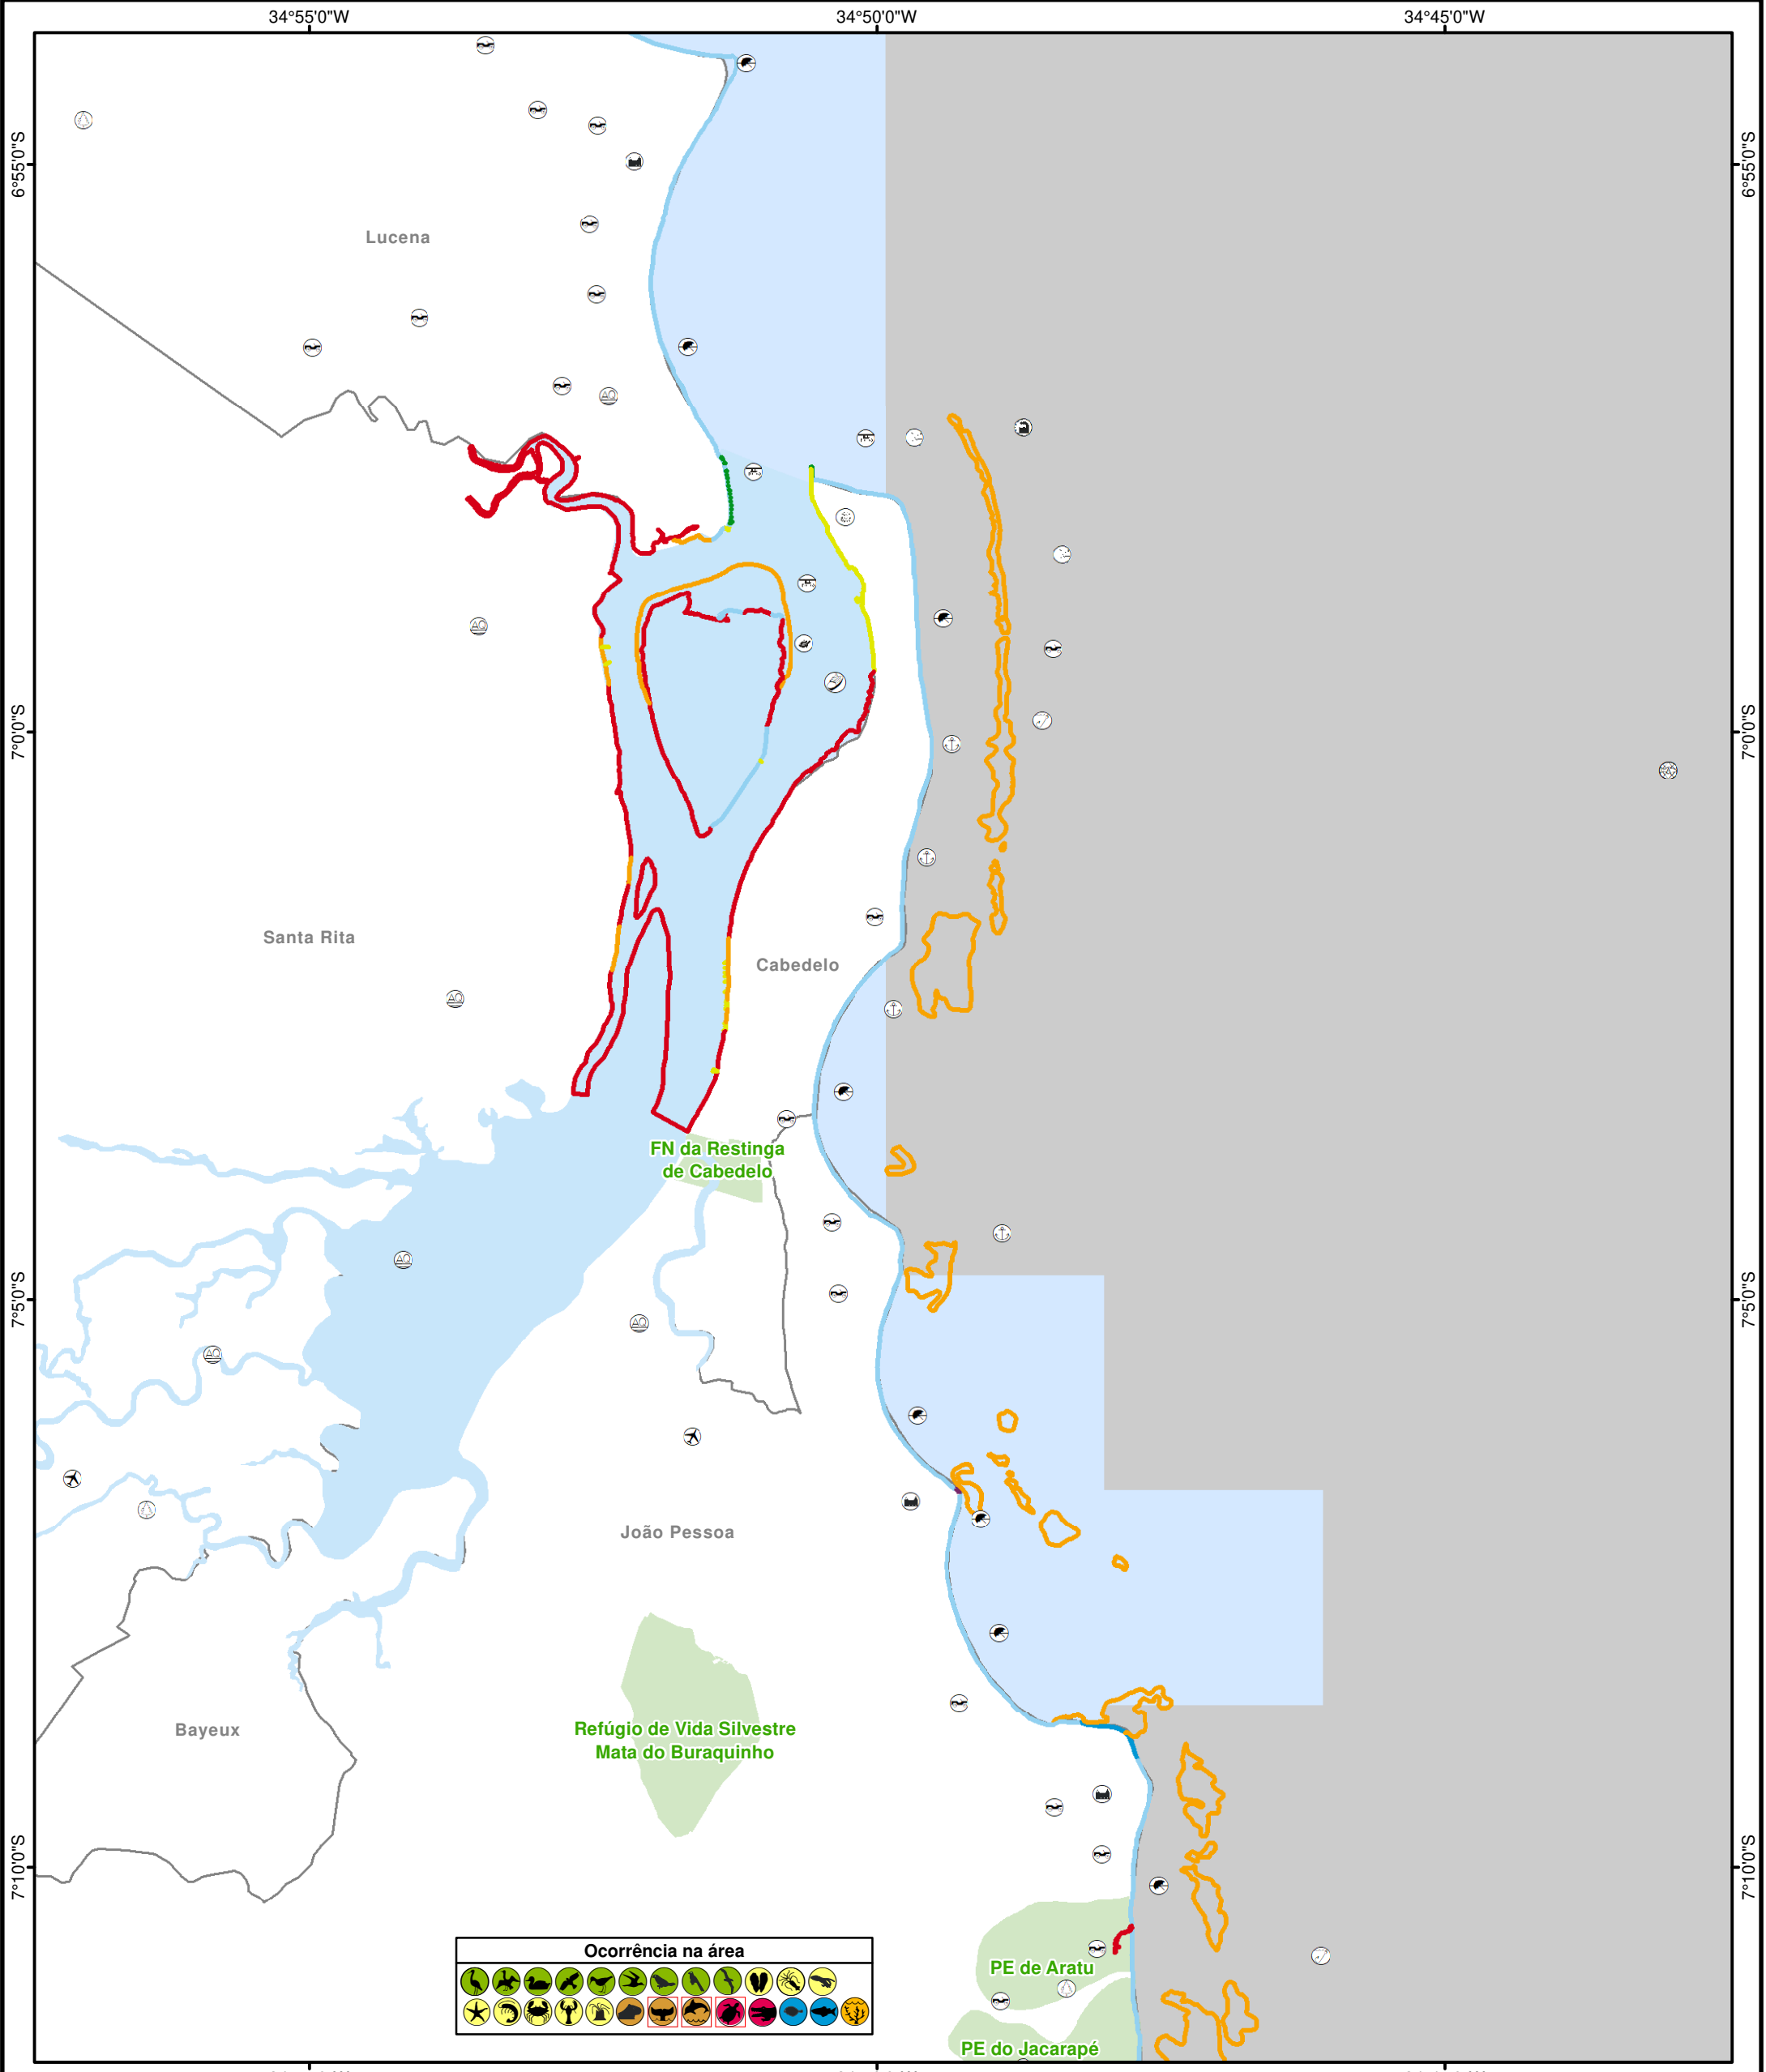 34°55'0"W 34°50'0"W 34°45'0"W
6°55'0"S 6°55'0"S
Lucena
7°0'0"S 7°0'0"S
Santa Rita
Cabedelo
FN da Restinga
de Cabedelo
7°5'0"S 7°5'0"S
João Pessoa
Bayeux
Refúgio de Vida Silvestre
Mata do Buraquinho
7°10'0"S 7°10'0"S
Ocorrência na área
PE de Aratu
PE do Jacarapé